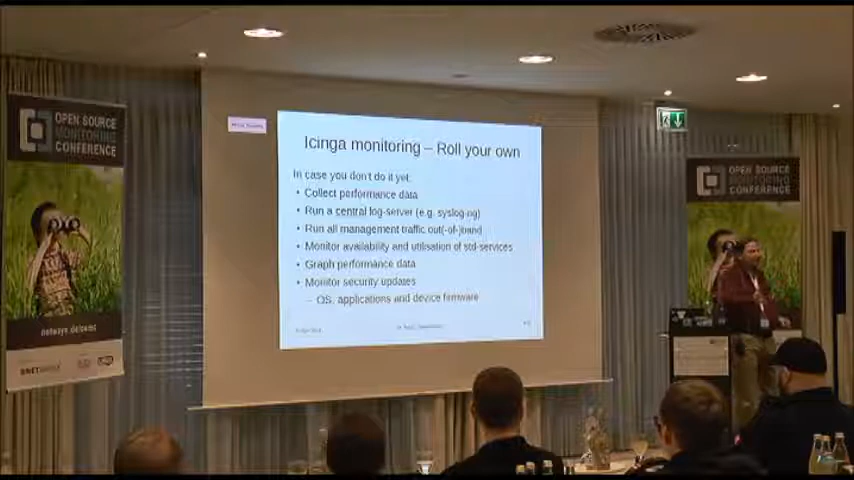 OPEN SOURCE
MONITORING
CONFERENCE
Icinga monitoring – Roll your own
In case you don't do it yet:
• Collect performance data
• Run a central log-server (e.g. syslog-ng)
• Run all management traffic out(-of-)band
• Monitor availability and utilisation of std-services
• Graph performance data
• Monitor security updates
– OS, applications and device firmware
OPEN SOURCE
MONITORING
CONFERENCE